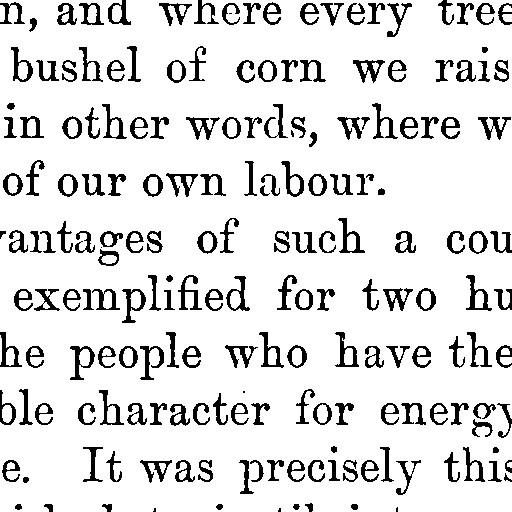 n, and where every tree
bushel of corn we rais
in other words, where w
of our own labour.
vantages of such a cou
exemplified for two hu
he people who have the
ble character for energy
e. It was precisely this